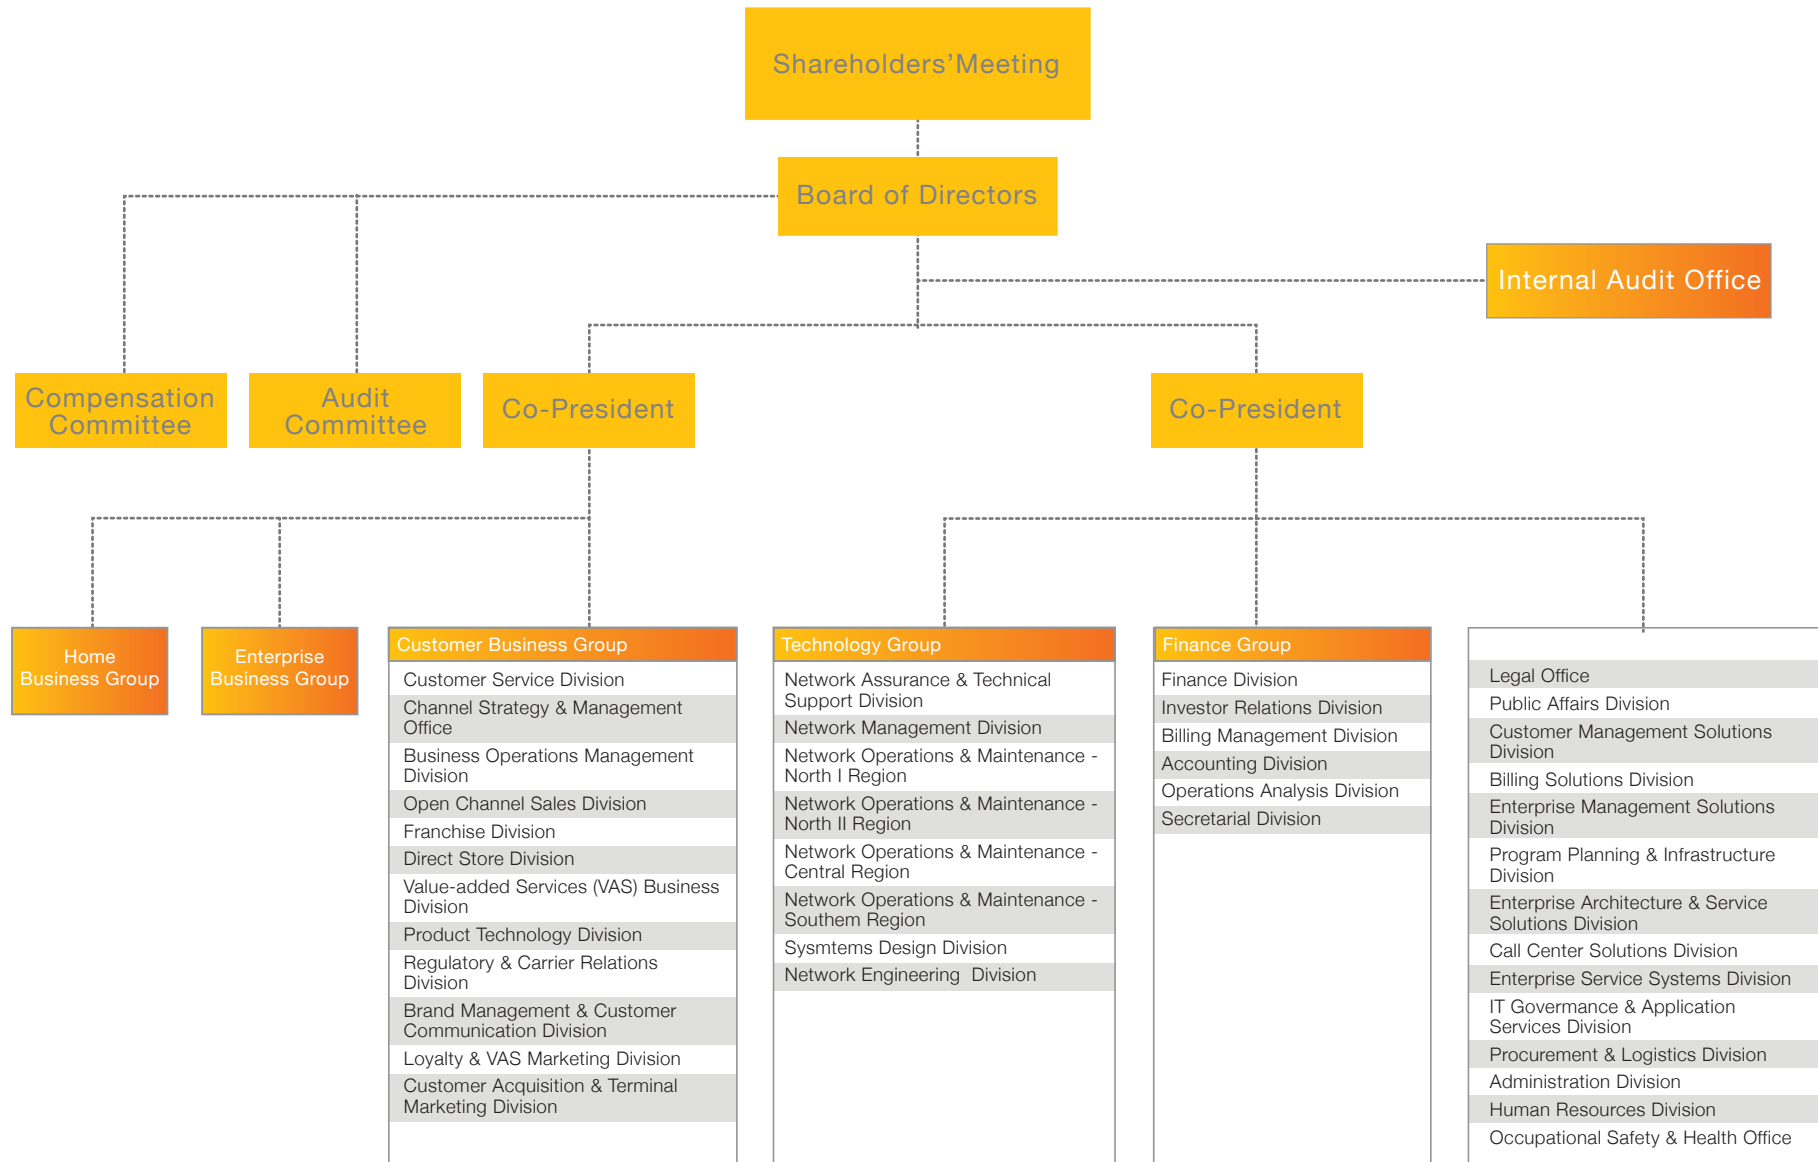 Shareholders'Meeting
Board of Directors
Internal Audit Office
Compensation
Committee
Audit
Committee
Co-President
Co-President
Home
Business Group
Enterprise
Business Group
Customer Business Group
Customer Service Division
Channel Strategy & Management
Office
Business Operations Management
Division
Open Channel Sales Division
Franchise Division
Direct Store Division
Value-added Services (VAS) Business
Division
Product Technology Division
Regulatory & Carrier Relations
Division
Brand Management & Customer
Communication Division
Loyalty & VAS Marketing Division
Customer Acquisition & Terminal
Marketing Division
Technology Group
Network Assurance & Technical
Support Division
Network Management Division
Network Operations & Maintenance -
North I Region
Network Operations & Maintenance -
North II Region
Network Operations & Maintenance -
Central Region
Network Operations & Maintenance -
Southem Region
Sysmtems Design Division
Network Engineering  Division
Finance Group
Finance Division
Investor Relations Division
Billing Management Division
Accounting Division
Operations Analysis Division
Secretarial Division
Legal Office
Public Affairs Division
Customer Management Solutions
Division
Billing Solutions Division
Enterprise Management Solutions
Division
Program Planning & Infrastructure
Division
Enterprise Architecture & Service
Solutions Division
Call Center Solutions Division
Enterprise Service Systems Division
IT Govermance & Application
Services Division
Procurement & Logistics Division
Administration Division
Human Resources Division
Occupational Safety & Health Office